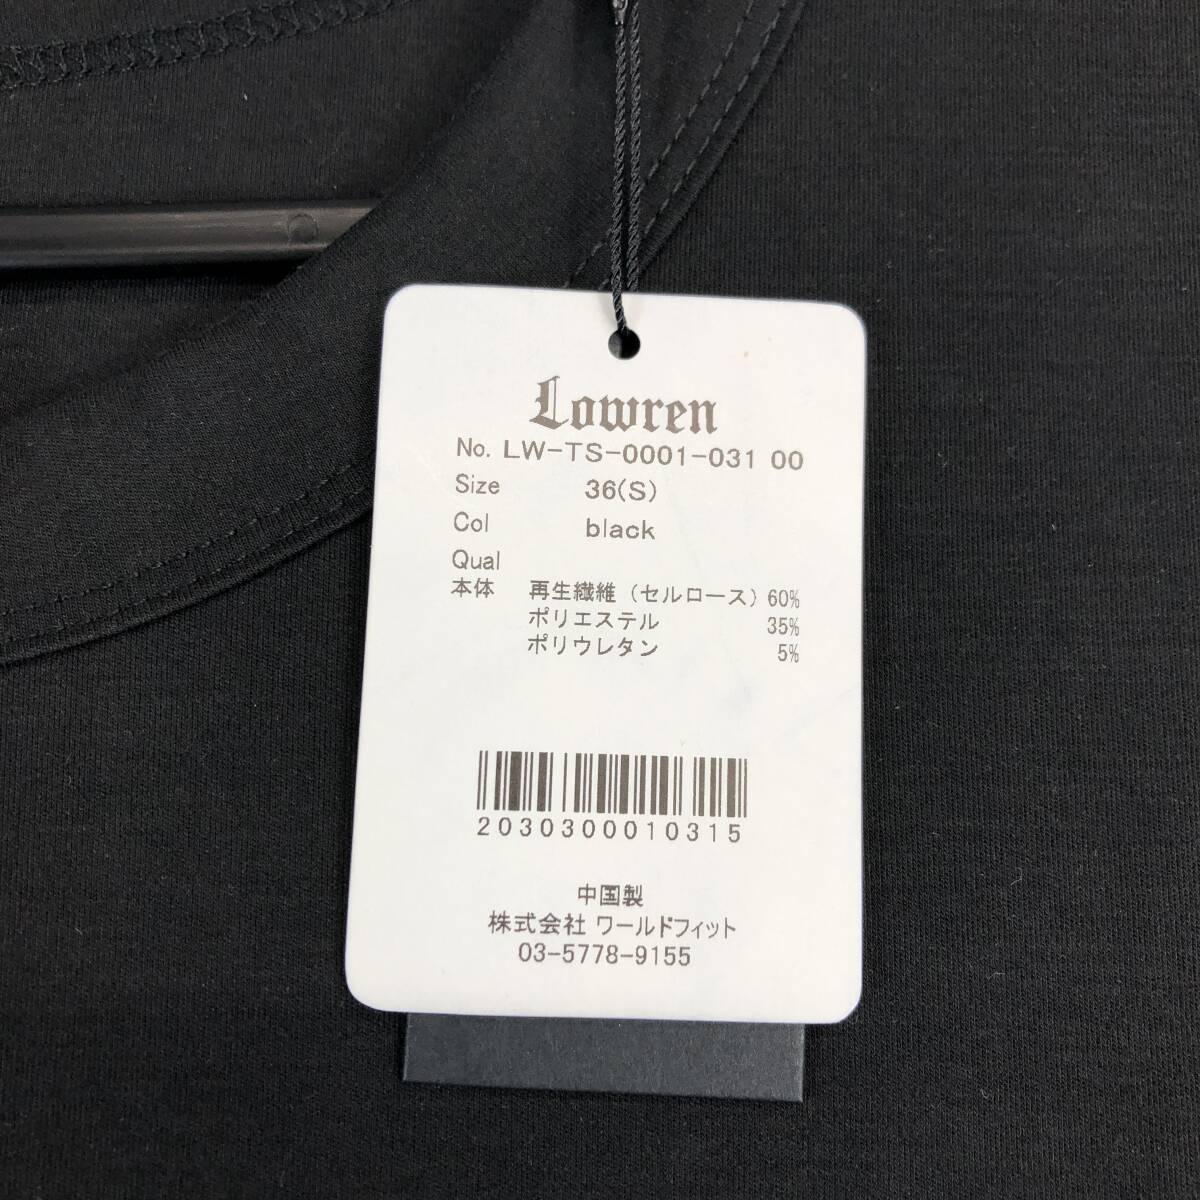 Lowren
No. LW-TS-0001-031 00
Size 36(S)
Col black
Qual
本体 再生繊維(セルロース) 60%
ポリエステル 35%
ポリウレタン 5%
2030300010315
中国製
株式会社 ワールドフィット
03-5778-9155